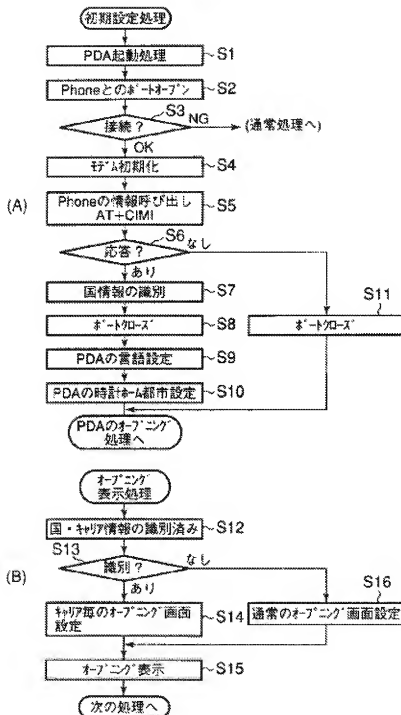 初期設定処理
PDA起動処理 S1
Phoneとのポートオープン S2
S3
接続? NG (通常処理へ)
OK
モデム初期化 S4
(A)
Phoneの情報呼び出し
AT+CIMI S5
S6
応答? なし
あり
国情報の識別 S7
S11
ポートクローズ S8 ポートクローズ
PDAの言語設定 S9
PDAの時計ホーム都市設定 S10
PDAのオープニング
処理へ
オープニング
表示処理
国・キャリア情報の識別済み S12
S13
識別? なし
(B)
あり
S16
キャリア毎のオープニング画面
設定 S14 通常のオープニング画面設定
オープニング表示 S15
次の処理へ